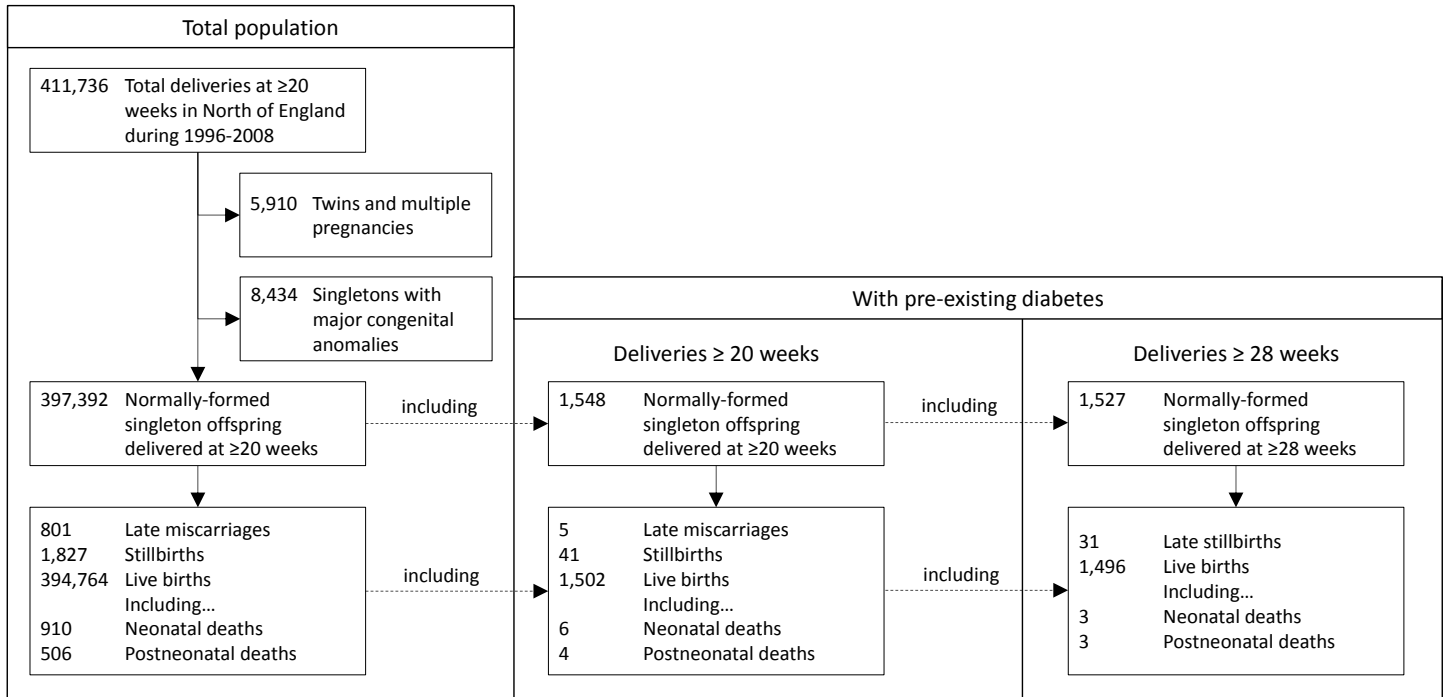 Total population
411,736 Total deliveries at ≥20
weeks in North of England
during 1996-2008
5,910 Twins and multiple
pregnancies
8,434 Singletons with
major congenital
anomalies
397,392 Normally-formed
singleton offspring
delivered at ≥20 weeks
801 Late miscarriages
1,827 Stillbirths
394,764 Live births
Including...
910 Neonatal deaths
506 Postneonatal deaths
including
including
With pre-existing diabetes
Deliveries ≥ 20 weeks
1,548 Normally-formed
singleton offspring
delivered at ≥20 weeks
5 Late miscarriages
41 Stillbirths
1,502 Live births
Including...
6 Neonatal deaths
4 Postneonatal deaths
including
including
Deliveries ≥ 28 weeks
1,527 Normally-formed
singleton offspring
delivered at ≥28 weeks
31 Late stillbirths
1,496 Live births
Including...
3 Neonatal deaths
3 Postneonatal deaths